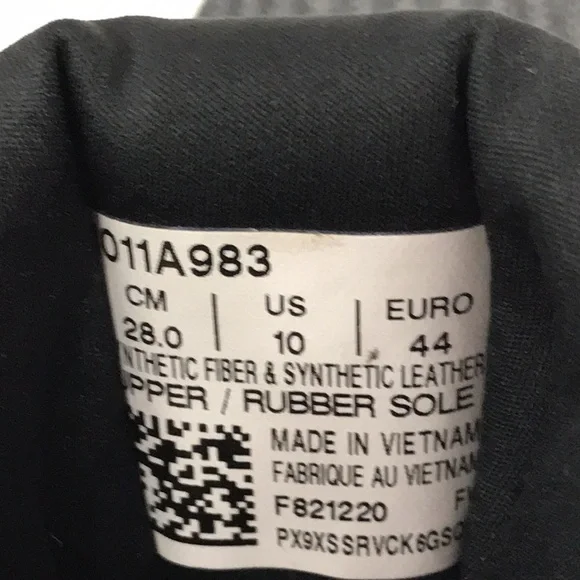 011A983
CM | US | EURO
28.0 | 10 | 44
NTHETIC FIBER & SYNTHETIC LEATHER
UPPER / RUBBER SOLE
MADE IN VIETNAM
FABRIQUE AU VIETNAM
F821220
PX9XSSRVCK6GS